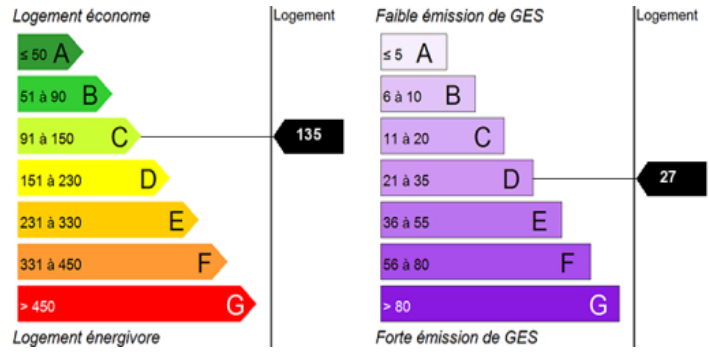 Logement économe
Logement
≤ 50 A
51 à 90 B
91 à 150 C
135
151 à 230 D
231 à 330 E
331 à 450 F
> 450 G
Logement énergivore
Faible émission de GES
Logement
≤ 5 A
6 à 10 B
11 à 20 C
21 à 35 D
27
36 à 55 E
56 à 80 F
> 80 G
Forte émission de GES